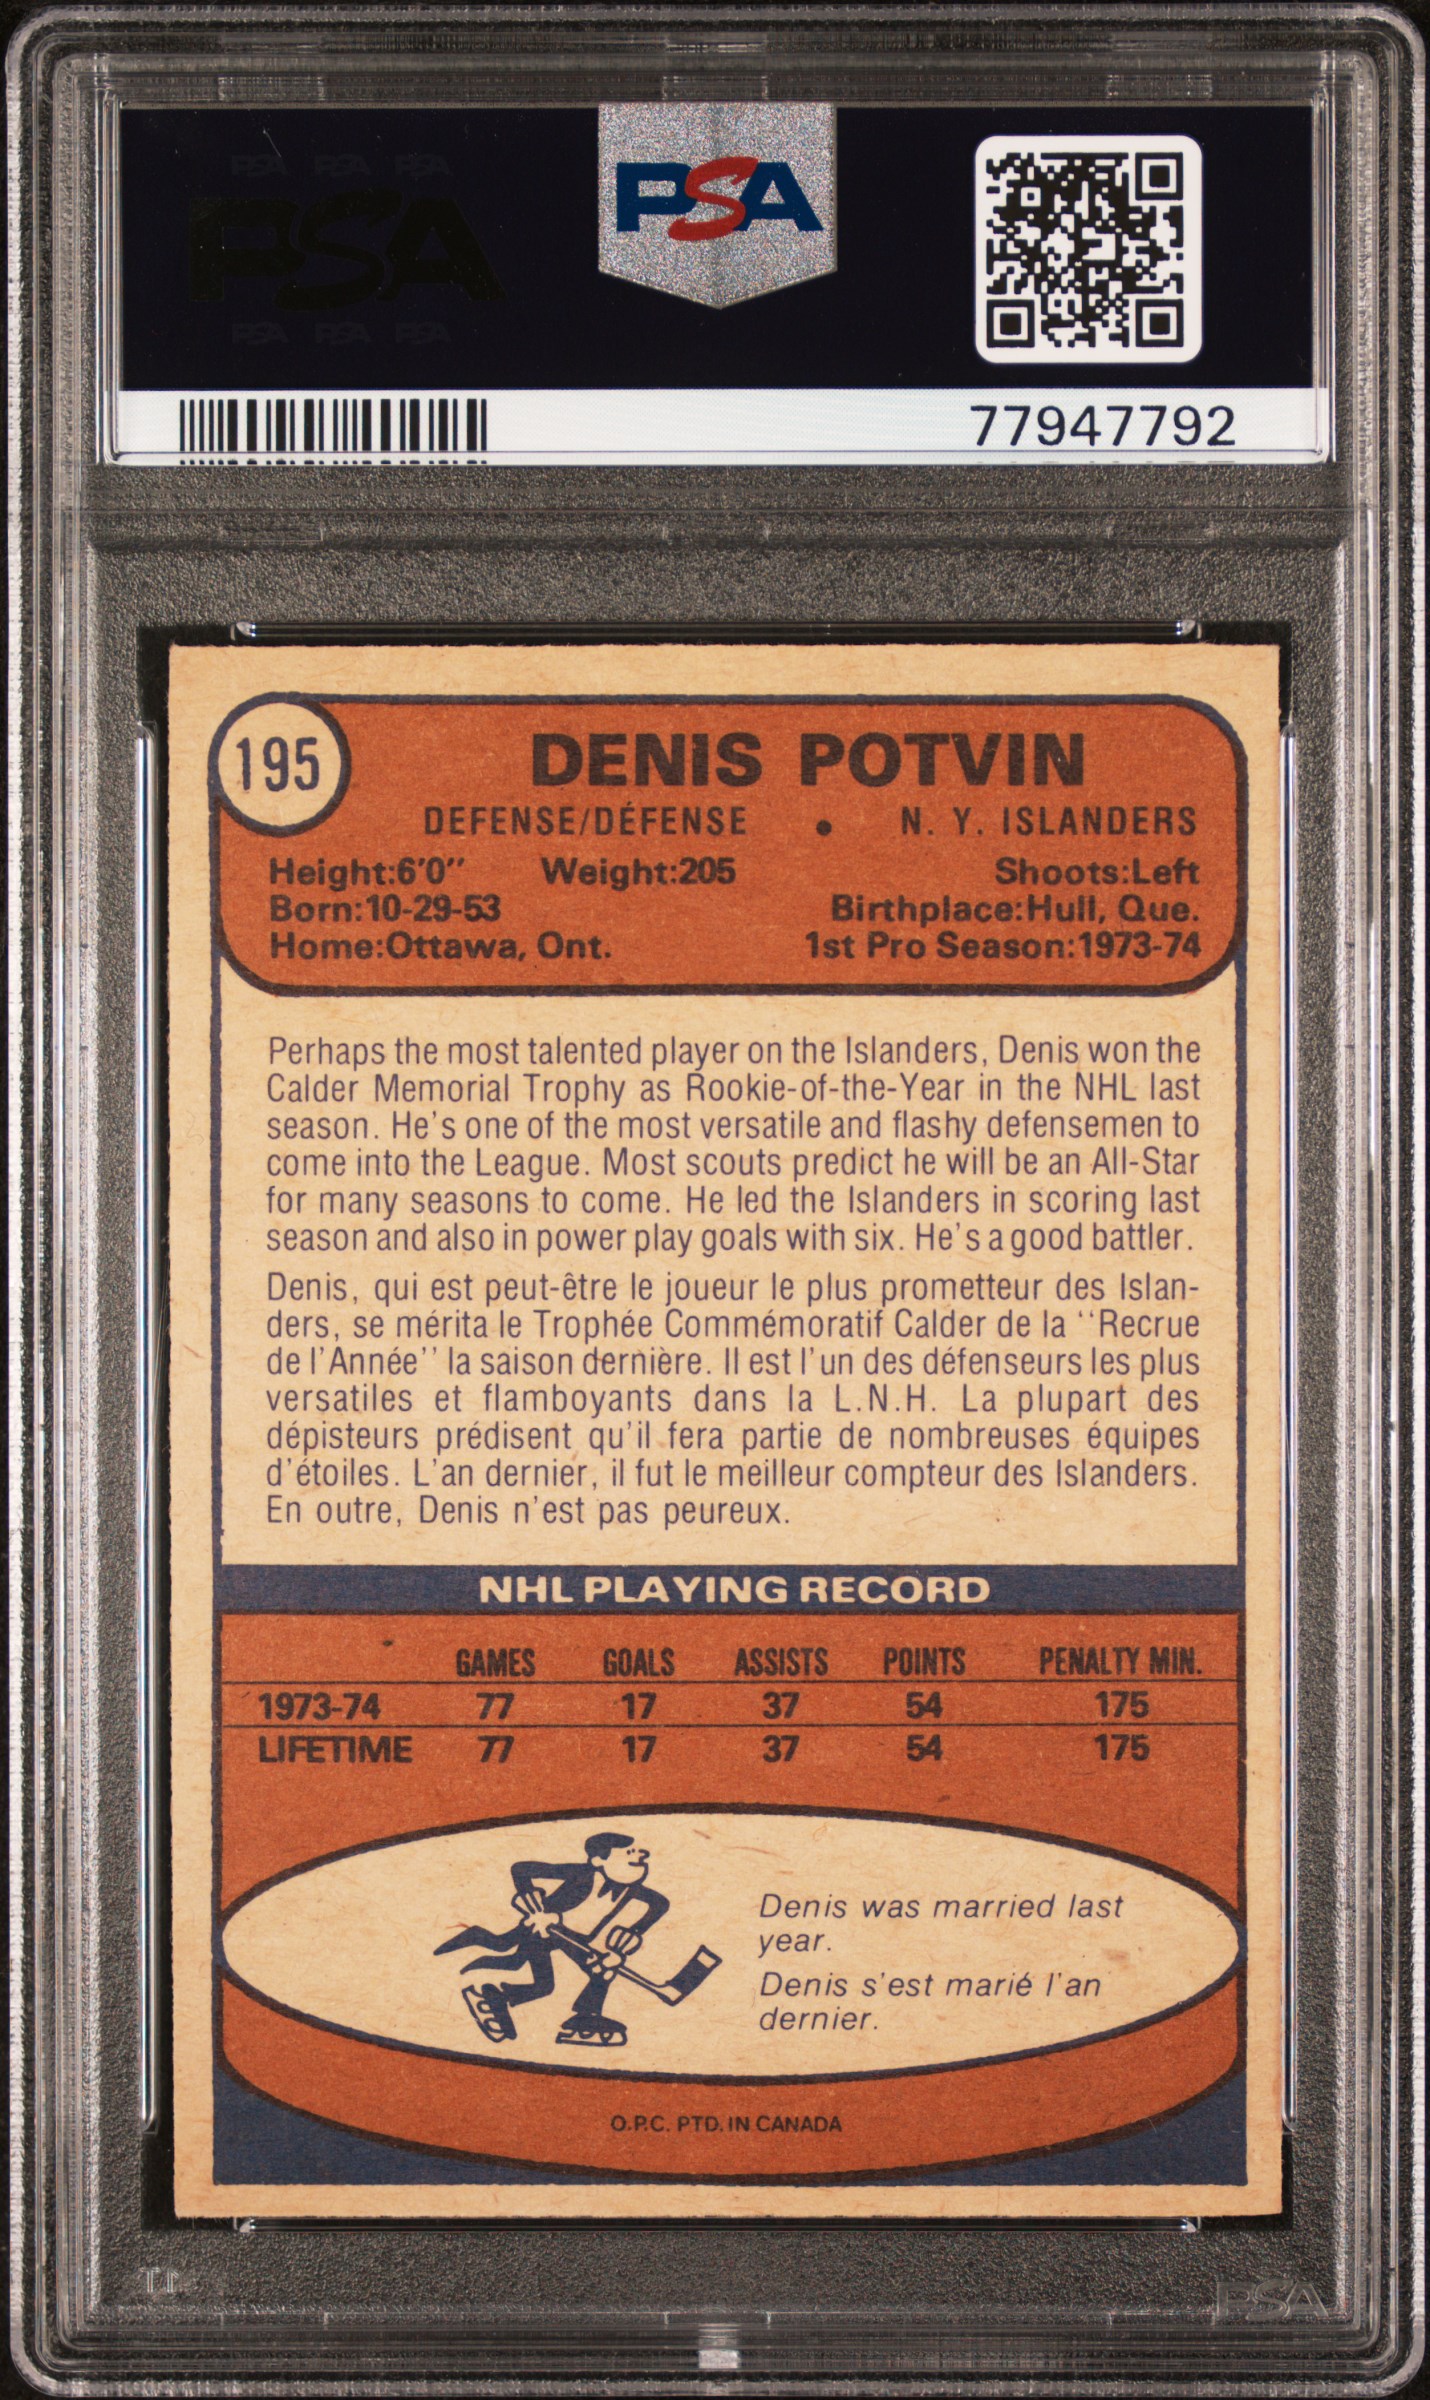 PSA PSA PSA
PSA
PSA PSA PSA
PSA
77947792
195
DENIS POTVIN
DEFENSE/DÉFENSE • N. Y. ISLANDERS
Height:6'0" Weight:205 Shoots:Left
Born:10-29-53 Birthplace:Hull, Que.
Home:Ottawa, Ont. 1st Pro Season:1973-74
Perhaps the most talented player on the Islanders, Denis won the
Calder Memorial Trophy as Rookie-of-the-Year in the NHL last
season. He's one of the most versatile and flashy defensemen to
come into the League. Most scouts predict he will be an All-Star
for many seasons to come. He led the Islanders in scoring last
season and also in power play goals with six. He's a good battler.
Denis, qui est peut-être le joueur le plus prometteur des Islan-
ders, se mérita le Trophée Commémoratif Calder de la ''Recrue
de l'Année'' la saison dernière. Il est l'un des défenseurs les plus
versatiles et flamboyants dans la L.N.H. La plupart des
dépisteurs prédisent qu'il fera partie de nombreuses équipes
d'étoiles. L'an dernier, il fut le meilleur compteur des Islanders.
En outre, Denis n'est pas peureux.
NHL PLAYING RECORD
GAMES GOALS ASSISTS POINTS PENALTY MIN.
1973-74 77 17 37 54 175
LIFETIME 77 17 37 54 175
Denis was married last
year.
Denis s'est marié l'an
dernier.
O.P.C. PTD. IN CANADA
PSA